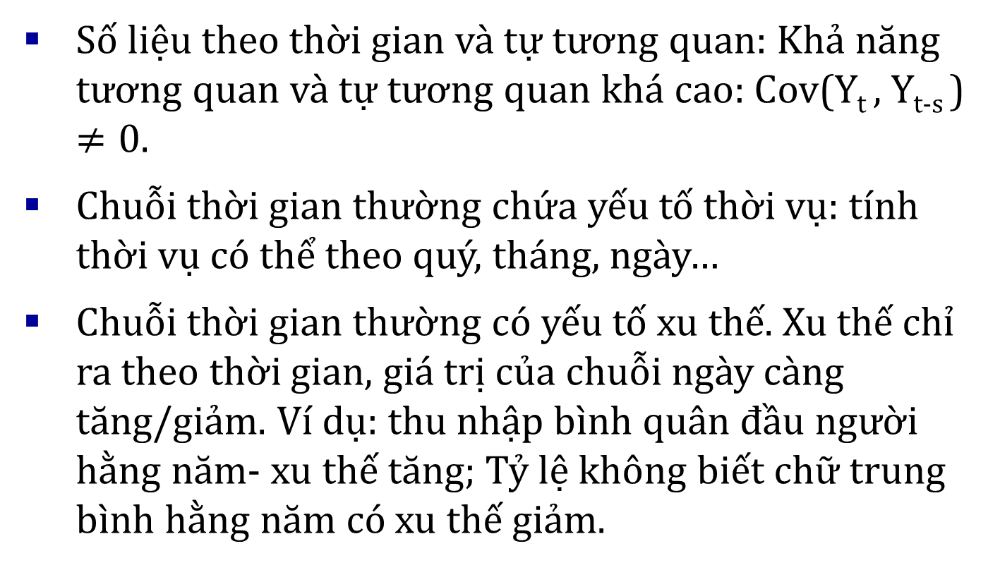 ▪ Số liệu theo thời gian và tự tương quan: Khả năng
tương quan và tự tương quan khá cao: Cov(Yₜ , Yₜ₋ₛ )
≠ 0.
▪ Chuỗi thời gian thường chứa yếu tố thời vụ: tính
thời vụ có thể theo quý, tháng, ngày…
▪ Chuỗi thời gian thường có yếu tố xu thế. Xu thế chỉ
ra theo thời gian, giá trị của chuỗi ngày càng
tăng/giảm. Ví dụ: thu nhập bình quân đầu người
hằng năm- xu thế tăng; Tỷ lệ không biết chữ trung
bình hằng năm có xu thế giảm.